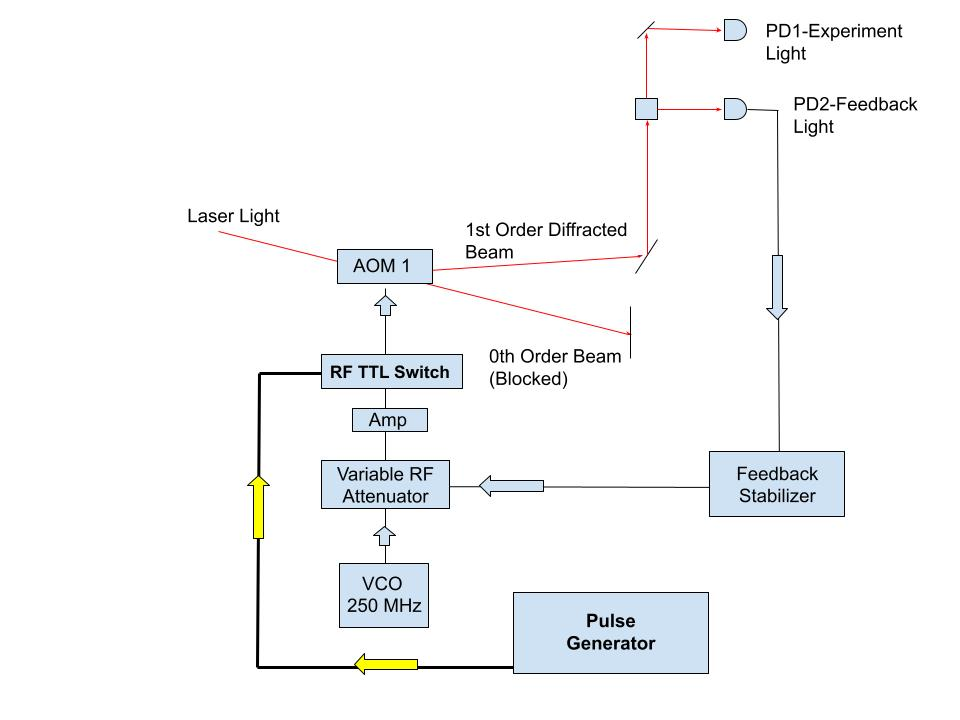 PD1-Experiment
Light
PD2-Feedback
Light
Laser Light
1st Order Diffracted
Beam
AOM 1
0th Order Beam
(Blocked)
RF TTL Switch
Amp
Variable RF
Attenuator
Feedback
Stabilizer
VCO
250 MHz
Pulse
Generator